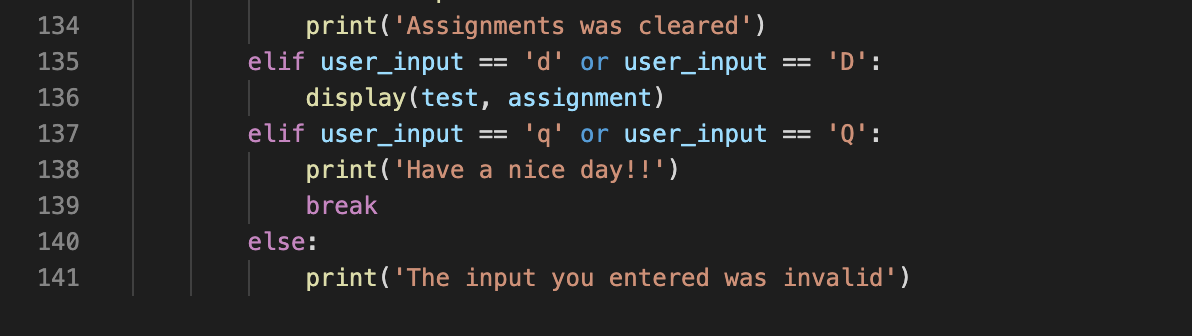 134 print('Assignments was cleared')
135 elif user_input == 'd' or user_input == 'D':
136 display(test, assignment)
137 elif user_input == 'q' or user_input == 'Q':
138 print('Have a nice day!!')
139 break
140 else:
141 print('The input you entered was invalid')